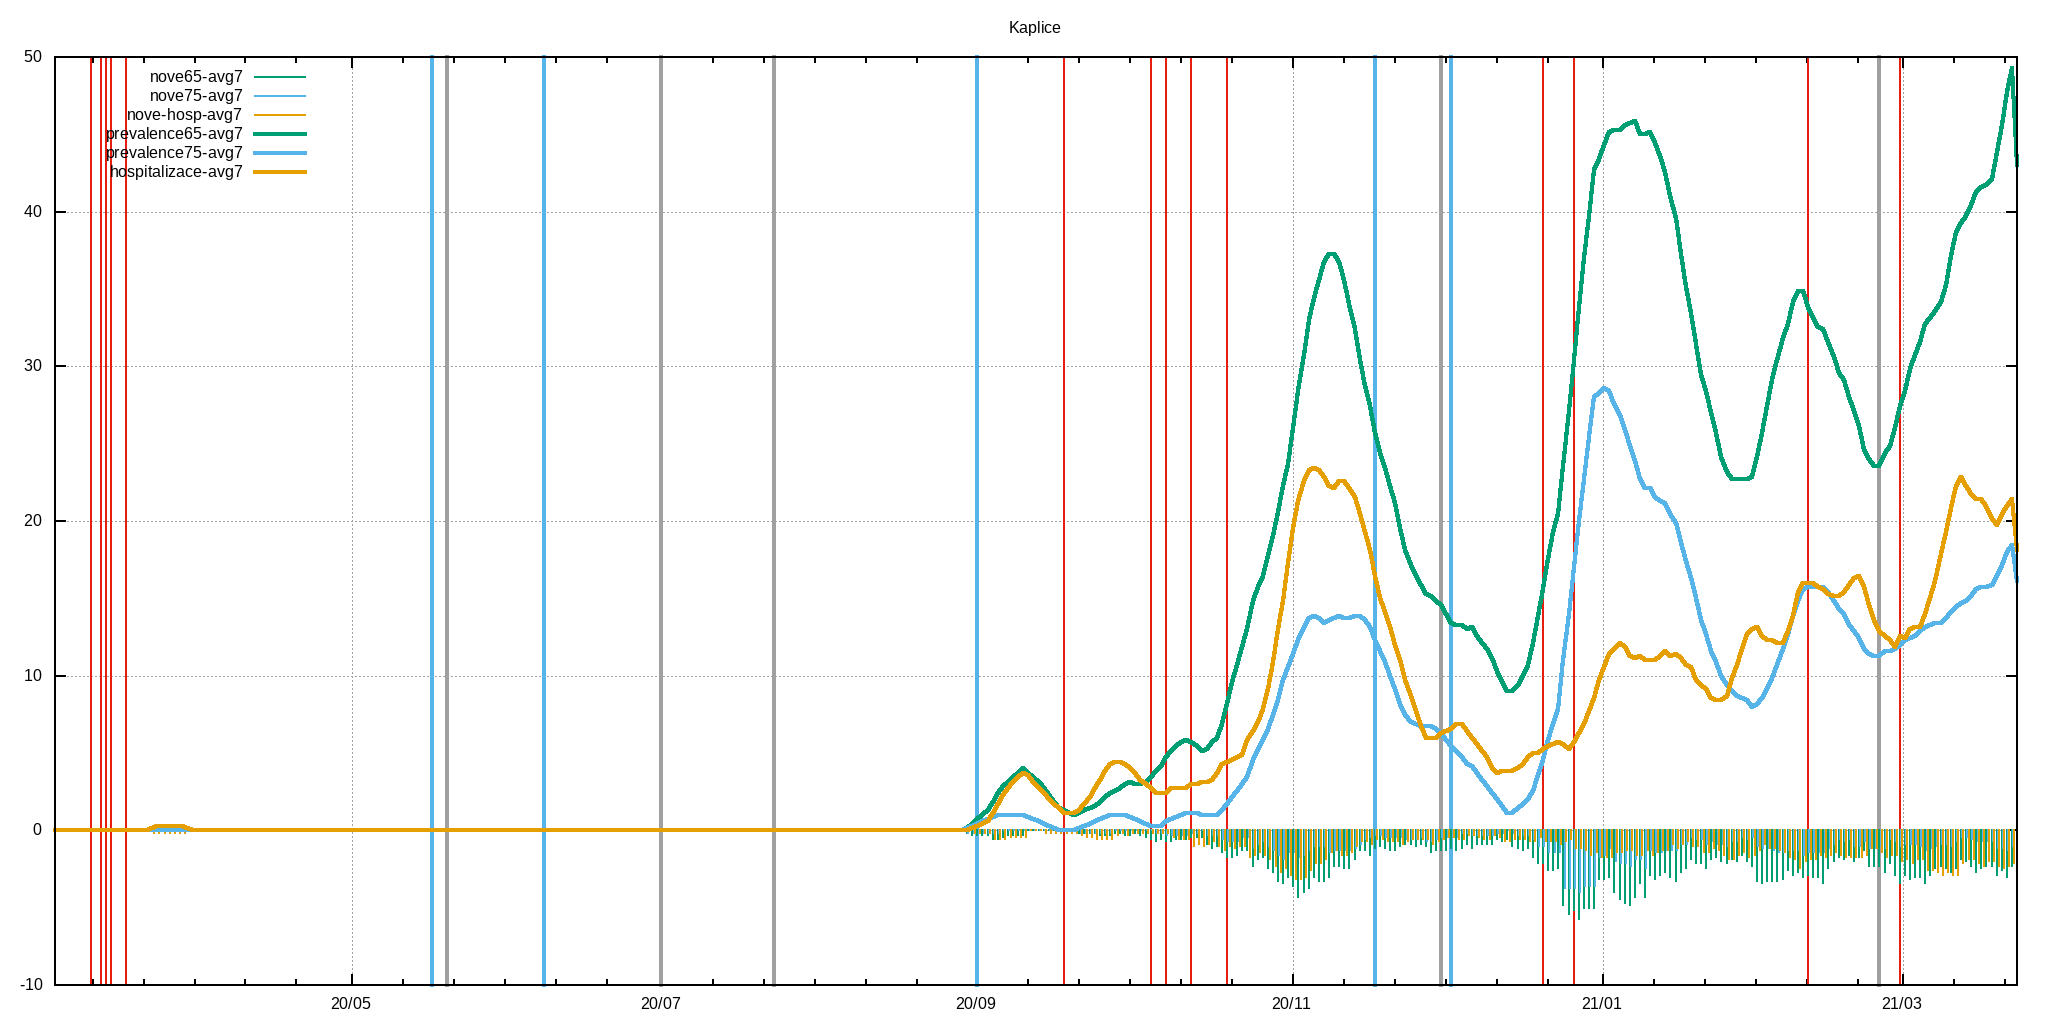 Kaplice
50
nove65-avg7
nove75-avg7
nove-hosp-avg7
prevalence65-avg7
prevalence75-avg7
hospitalizace-avg7
40
30
20
10
0
-10
20/05 20/07 20/09 20/11 21/01 21/03